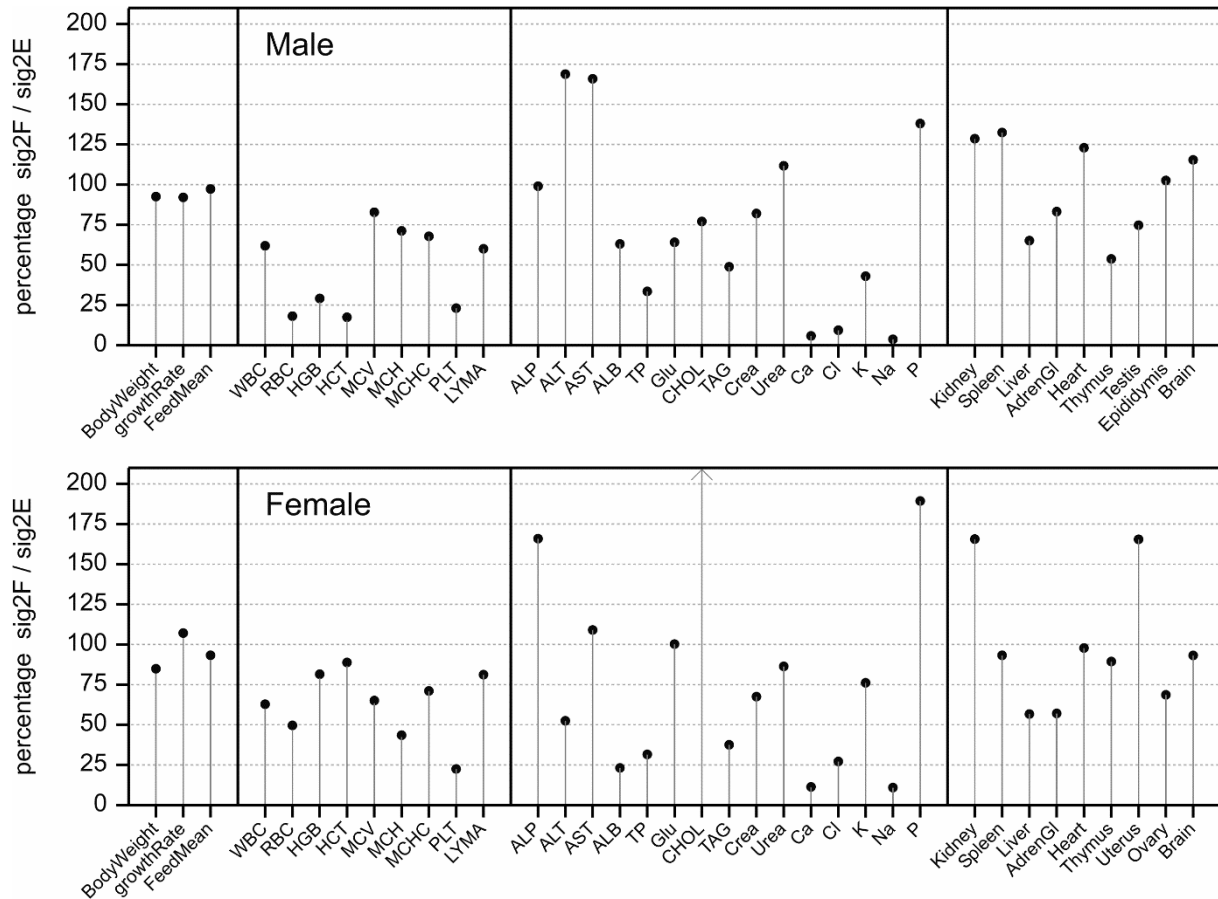 percentage sig2F / sig2E
200
175
150
125
100
75
50
25
0
Male
BodyWeight
growthRate
FeedMean
WBC
RBC
HGB
HCT
MCV
MCH
MCHC
PLT
LYMA
ALP
ALT
AST
ALB
TP
Glu
CHOL
TAG
Crea
Urea
Ca
Cl
K
Na
P
Kidney
Spleen
Liver
AdrenGl
Heart
Thymus
Testis
Epididymis
Brain
percentage sig2F / sig2E
200
175
150
125
100
75
50
25
0
Female
BodyWeight
growthRate
FeedMean
WBC
RBC
HGB
HCT
MCV
MCH
MCHC
PLT
LYMA
ALP
ALT
AST
ALB
TP
Glu
CHOL
TAG
Crea
Urea
Ca
Cl
K
Na
P
Kidney
Spleen
Liver
AdrenGl
Heart
Thymus
Uterus
Ovary
Brain